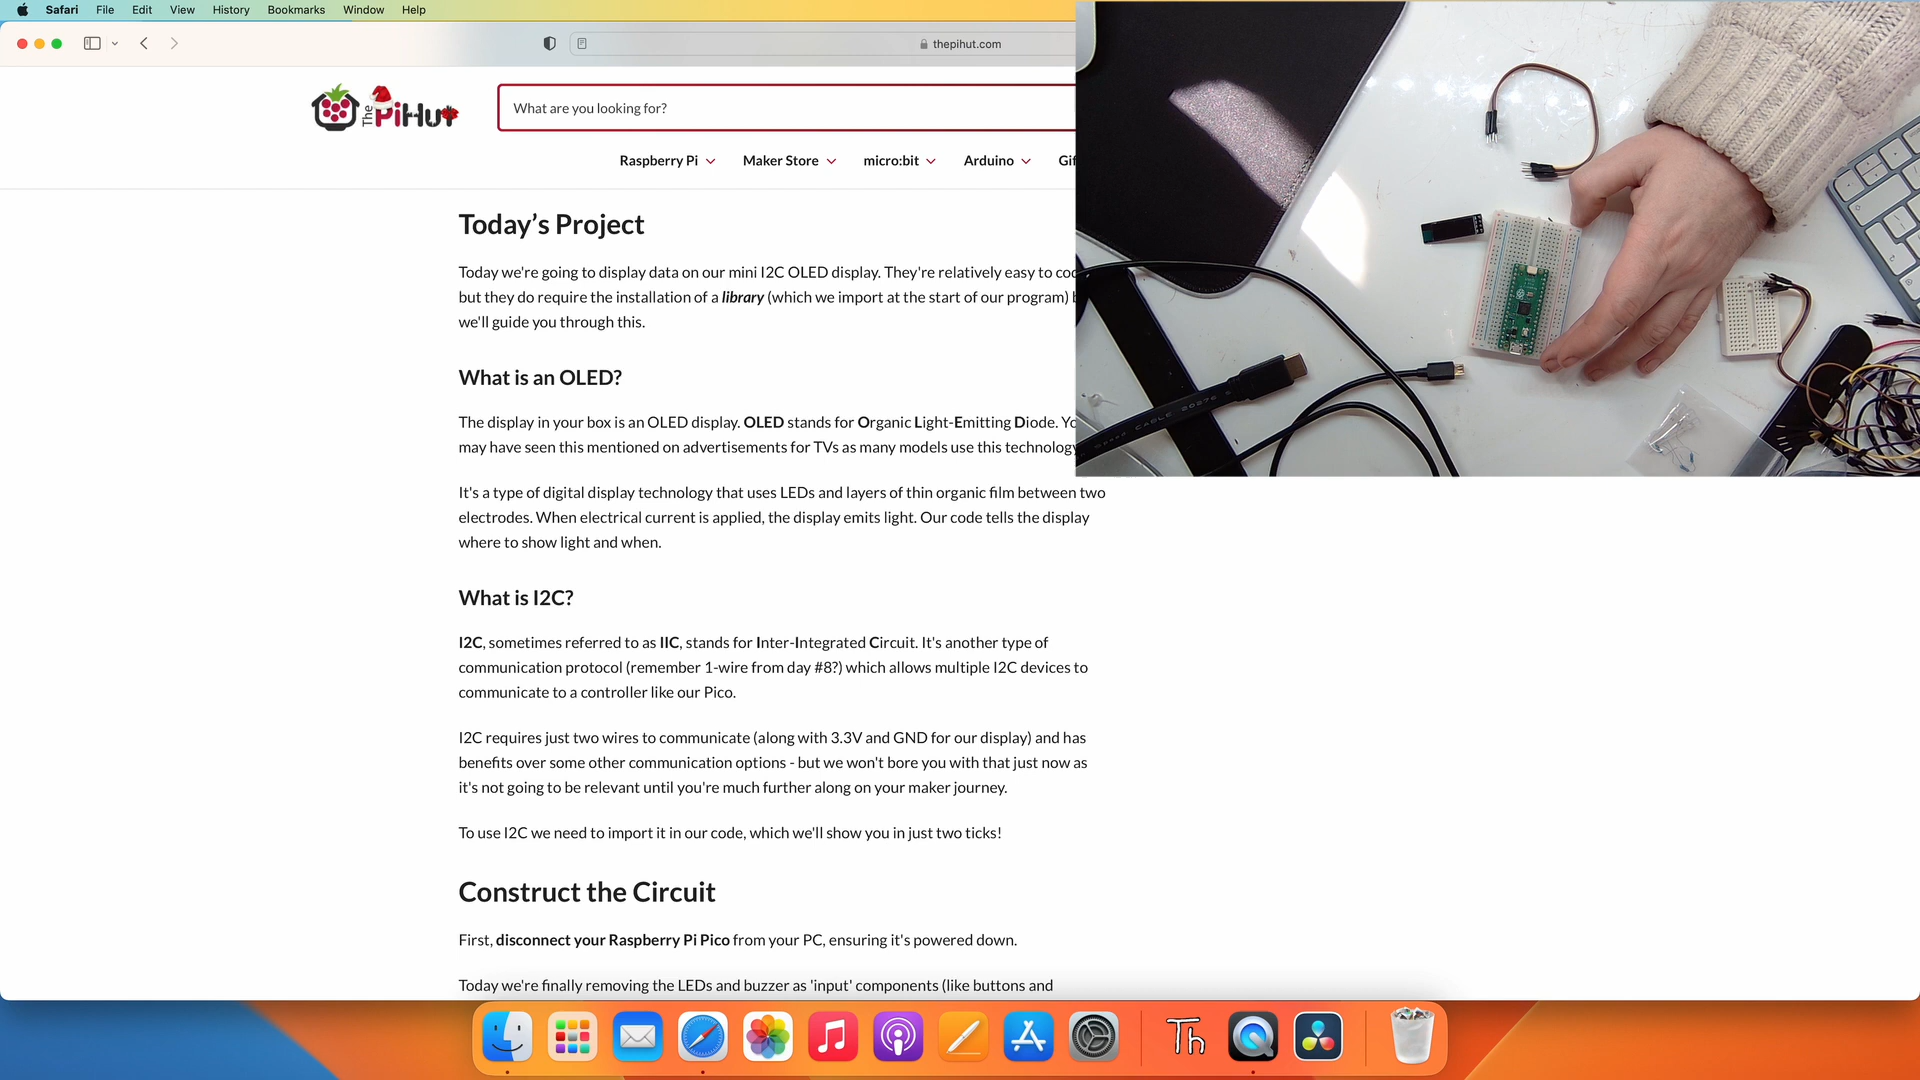 Safari File Edit View History Bookmarks Window Help
thepihut.com
The PiHut
What are you looking for?
Raspberry Pi Maker Store micro:bit Arduino Gif
Today’s Project
Today we're going to display data on our mini I2C OLED display. They're relatively easy to
but they do require the installation of a library (which we import at the start of our program)
we'll guide you through this.
What is an OLED?
The display in your box is an OLED display. OLED stands for Organic Light-Emitting Diode.
may have seen this mentioned on advertisements for TVs as many models use this technology
It's a type of digital display technology that uses LEDs and layers of thin organic film between two
electrodes. When electrical current is applied, the display emits light. Our code tells the display
where to show light and when.
What is I2C?
I2C, sometimes referred to as IIC, stands for Inter-Integrated Circuit. It's another type of
communication protocol (remember 1-wire from day #8?) which allows multiple I2C devices to
communicate to a controller like our Pico.
I2C requires just two wires to communicate (along with 3.3V and GND for our display) and has
benefits over some other communication options - but we won't bore you with that just now as
it's not going to be relevant until you're much further along on your maker journey.
To use I2C we need to import it in our code, which we'll show you in just two ticks!
Construct the Circuit
First, disconnect your Raspberry Pi Pico from your PC, ensuring it's powered down.
Today we're finally removing the LEDs and buzzer as 'input' components (like buttons and
Th